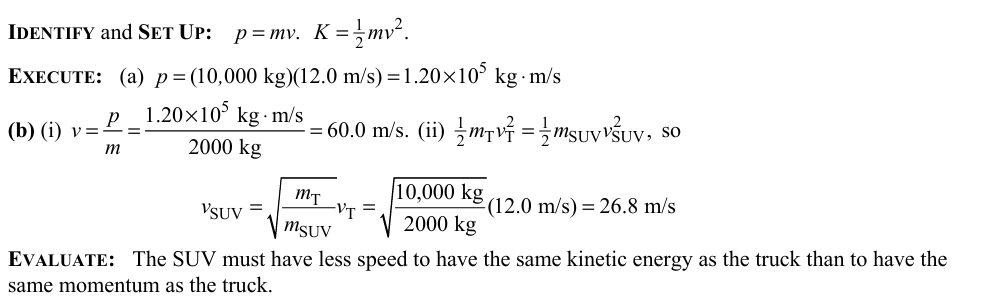 IDENTIFY and SET UP: p = mv. K = ½mv².
EXECUTE: (a) p = (10,000 kg)(12.0 m/s) = 1.20×10⁵ kg·m/s
(b) (i) v = p/m = 1.20×10⁵ kg·m/s / 2000 kg = 60.0 m/s. (ii) ½m_T v_T² = ½m_SUV v_SUV², so
v_SUV = √(m_T/m_SUV) v_T = √(10,000 kg/2000 kg) (12.0 m/s) = 26.8 m/s
EVALUATE: The SUV must have less speed to have the same kinetic energy as the truck than to have the
same momentum as the truck.